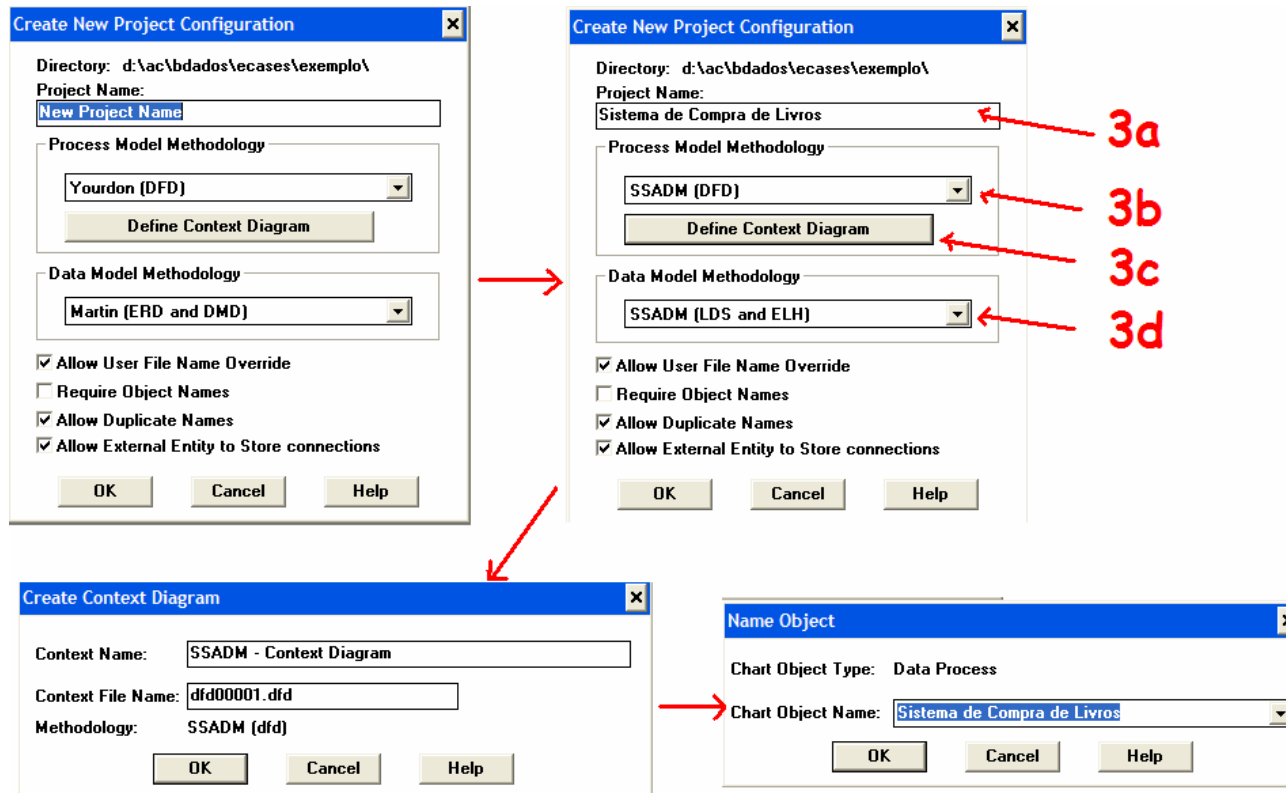 Create New Project Configuration
Directory: d:\ac\bdados\ecases\exemplo\
Project Name:
New Project Name
Process Model Methodology
Yourdon (DFD)
Define Context Diagram
Data Model Methodology
Martin (ERD and DMD)
Allow User File Name Override
Require Object Names
Allow Duplicate Names
Allow External Entity to Store connections
OK Cancel Help
Create New Project Configuration
Directory: d:\ac\bdados\ecases\exemplo\
Project Name:
Sistema de Compra de Livros
Process Model Methodology
SSADM (DFD)
Define Context Diagram
Data Model Methodology
SSADM (LDS and ELH)
Allow User File Name Override
Require Object Names
Allow Duplicate Names
Allow External Entity to Store connections
OK Cancel Help
3a
3b
3c
3d
Create Context Diagram
Context Name: SSADM - Context Diagram
Context File Name: dfd00001.dfd
Methodology: SSADM (dfd)
OK Cancel Help
Name Object
Chart Object Type: Data Process
Chart Object Name: Sistema de Compra de Livros
OK Cancel Help